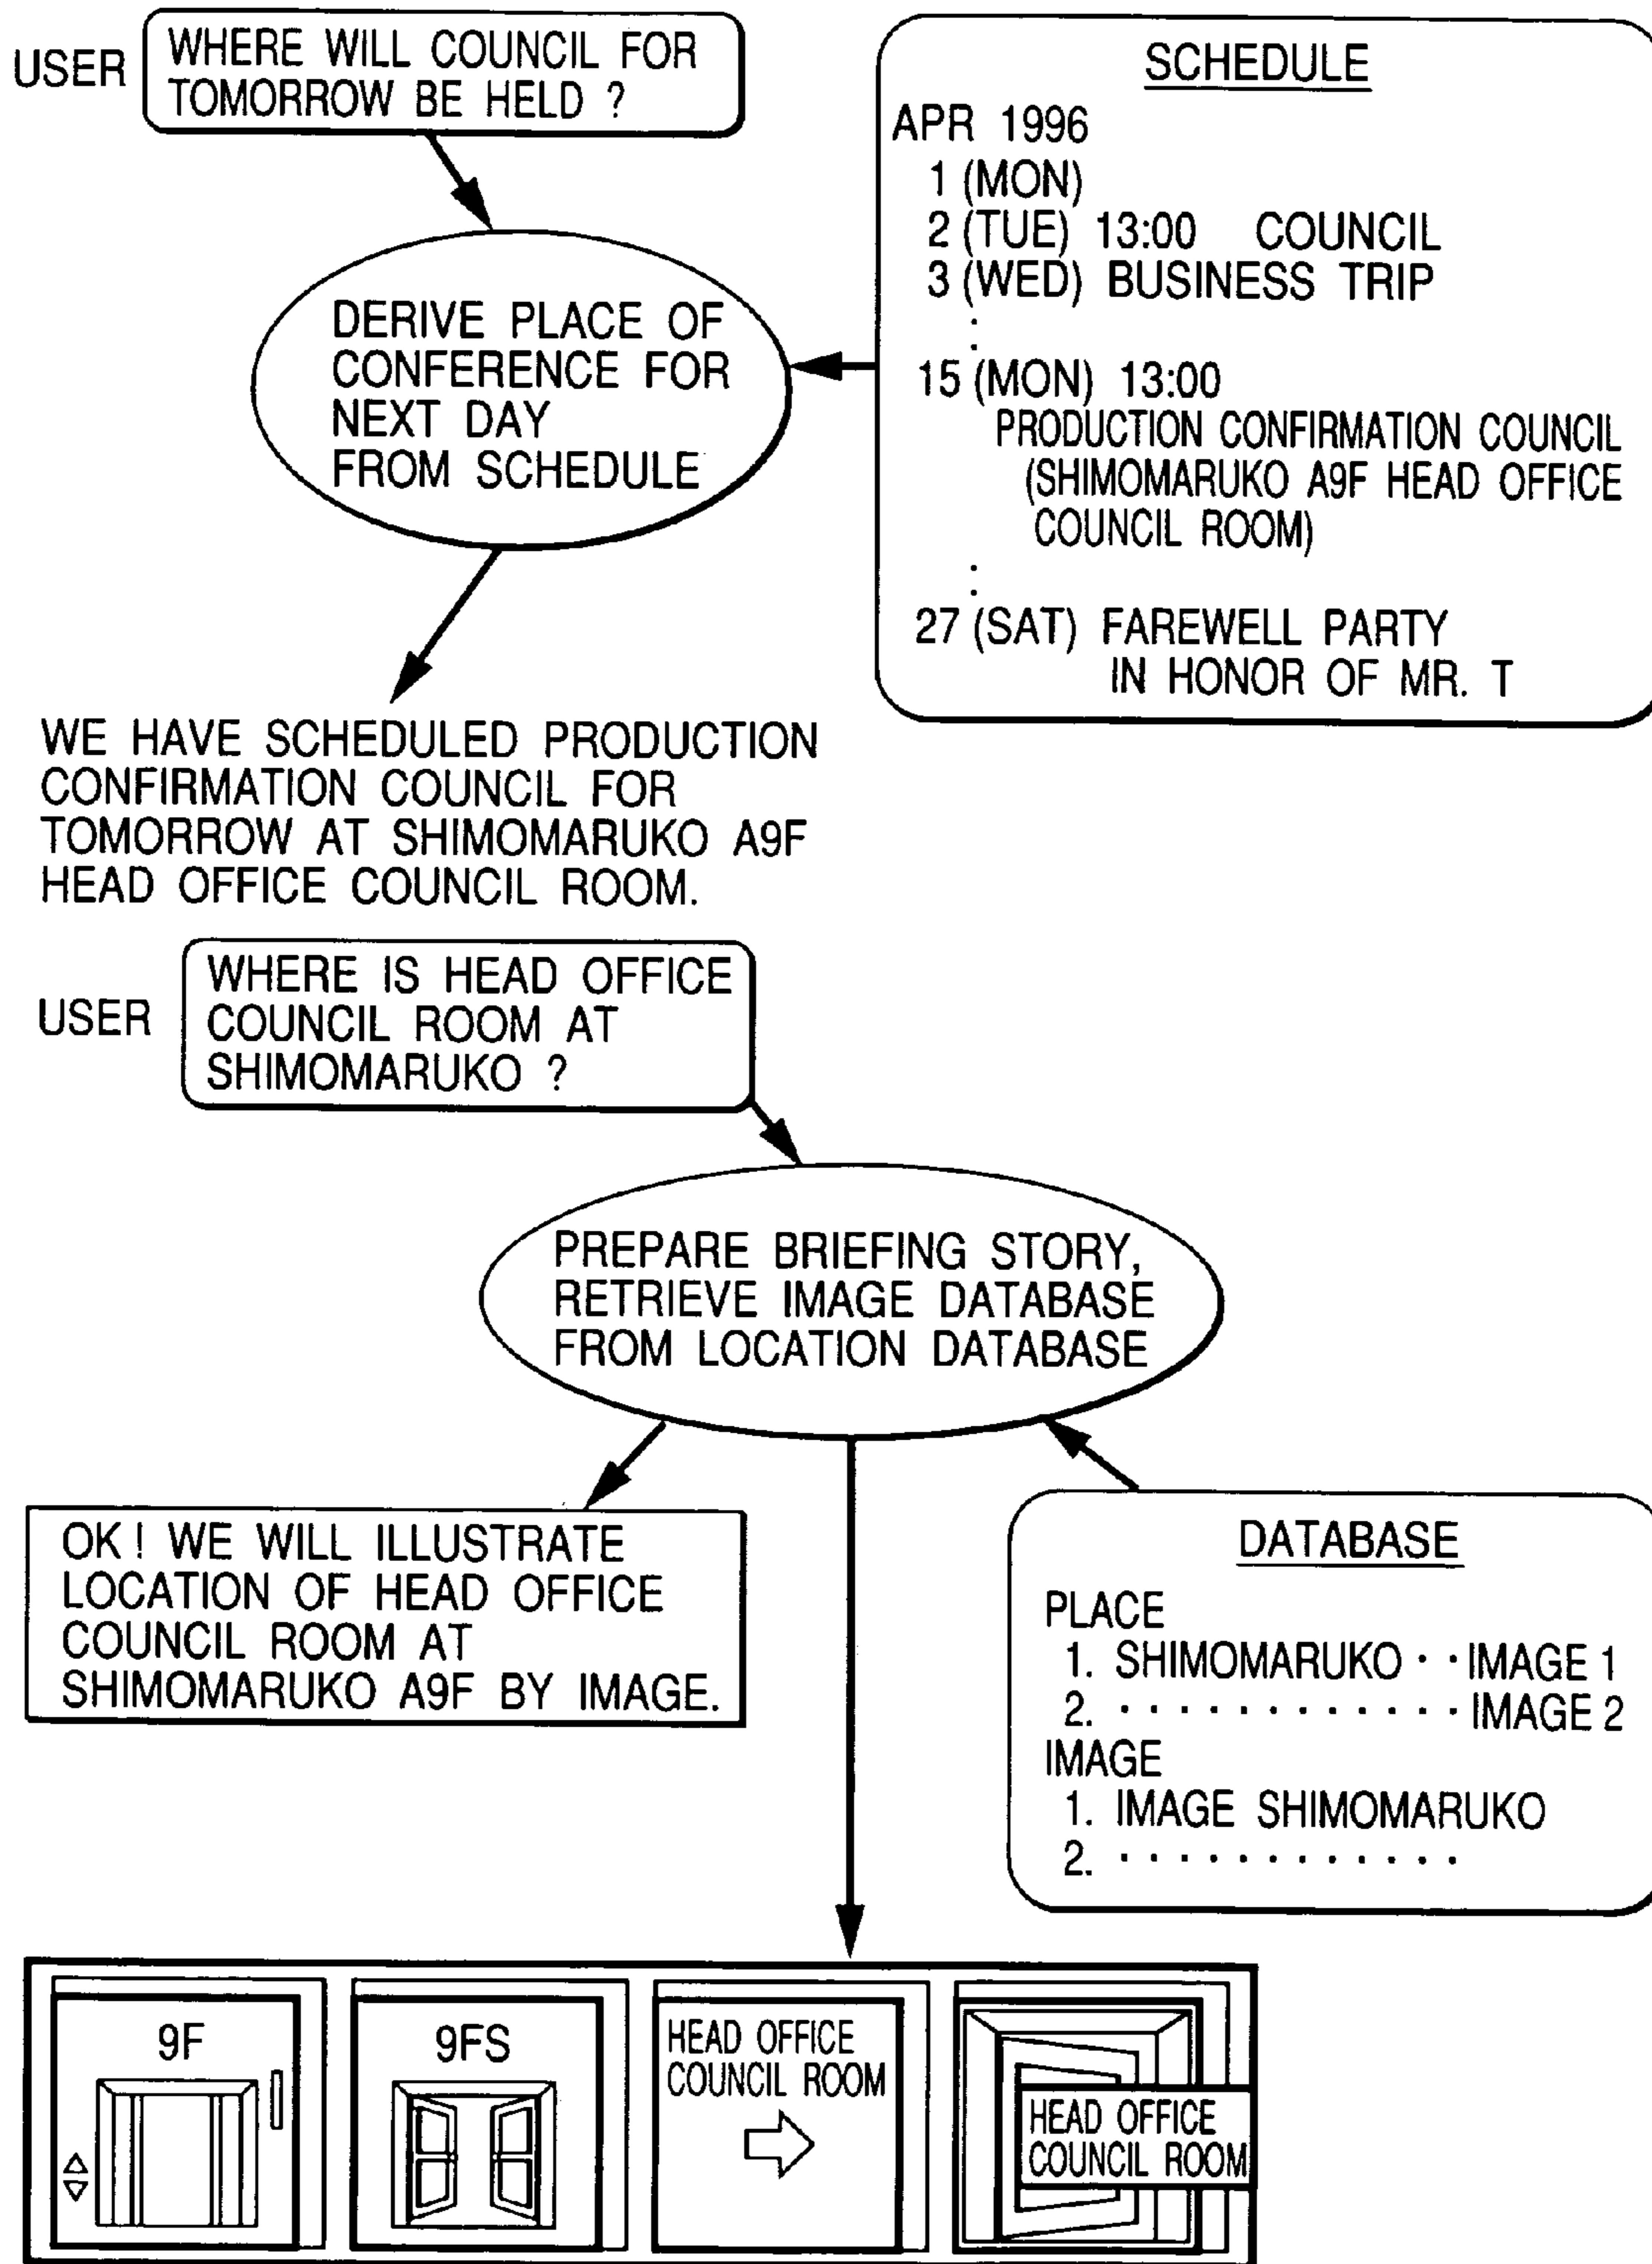 USER
WHERE WILL COUNCIL FOR
TOMORROW BE HELD ?
SCHEDULE
APR 1996
1 (MON)
2 (TUE) 13:00 COUNCIL
3 (WED) BUSINESS TRIP
:
15 (MON) 13:00
PRODUCTION CONFIRMATION COUNCIL
(SHIMOMARUKO A9F HEAD OFFICE
COUNCIL ROOM)
:
27 (SAT) FAREWELL PARTY
IN HONOR OF MR. T
DERIVE PLACE OF
CONFERENCE FOR
NEXT DAY
FROM SCHEDULE
WE HAVE SCHEDULED PRODUCTION
CONFIRMATION COUNCIL FOR
TOMORROW AT SHIMOMARUKO A9F
HEAD OFFICE COUNCIL ROOM.
USER
WHERE IS HEAD OFFICE
COUNCIL ROOM AT
SHIMOMARUKO ?
PREPARE BRIEFING STORY,
RETRIEVE IMAGE DATABASE
FROM LOCATION DATABASE
OK ! WE WILL ILLUSTRATE
LOCATION OF HEAD OFFICE
COUNCIL ROOM AT
SHIMOMARUKO A9F BY IMAGE.
DATABASE
PLACE
1. SHIMOMARUKO · · IMAGE 1
2. · · · · · · · · · · · · IMAGE 2
IMAGE
1. IMAGE SHIMOMARUKO
2. · · · · · · · · · · · ·
9F
9FS
HEAD OFFICE
COUNCIL ROOM
HEAD OFFICE
COUNCIL ROOM